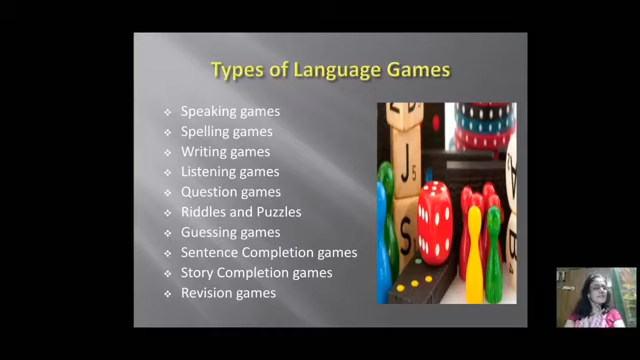 Types of Language Games
Speaking games
Spelling games
Writing games
Listening games
Question games
Riddles and Puzzles
Guessing games
Sentence Completion games
Story Completion games
Revision games
J
5
S